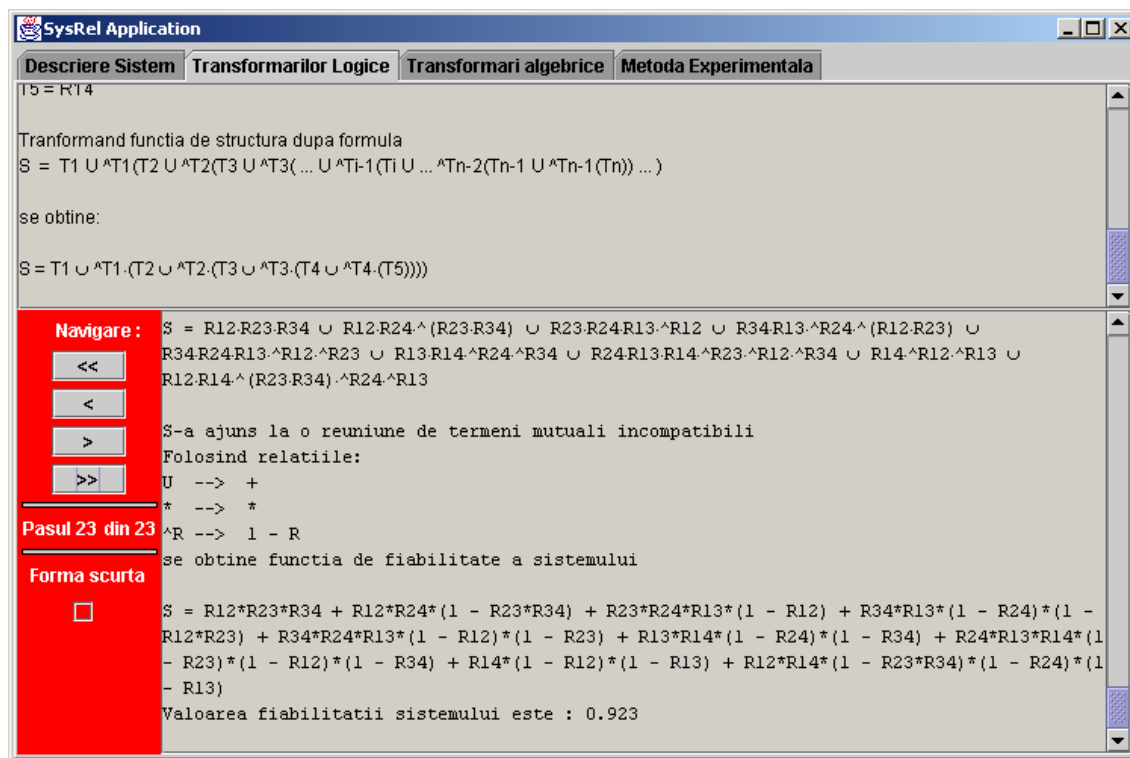 SysRel Application
Descriere Sistem Transformarilor Logice Transformari algebrice Metoda Experimentala
T5 = R14
Tranformand functia de structura dupa formula
S = T1 U ^T1(T2 U ^T2(T3 U ^T3( ... U ^Ti-1(Ti U ... ^Tn-2(Tn-1 U ^Tn-1(Tn)) ... )
se obtine:
S = T1 ∪ ^T1·(T2 ∪ ^T2·(T3 ∪ ^T3·(T4 ∪ ^T4·(T5))))
Navigare :
<<
<
>
>>
Pasul 23 din 23
Forma scurta
S = R12·R23·R34 ∪ R12·R24·^(R23·R34) ∪ R23·R24·R13·^R12 ∪ R34·R13·^R24·^(R12·R23) ∪
R34·R24·R13·^R12·^R23 ∪ R13·R14·^R24·^R34 ∪ R24·R13·R14·^R23·^R12·^R34 ∪ R14·^R12·^R13 ∪
R12·R14·^(R23·R34)·^R24·^R13
S-a ajuns la o reuniune de termeni mutuali incompatibili
Folosind relatiile:
U --> +
* --> *
^R --> 1 - R
se obtine functia de fiabilitate a sistemului
S = R12*R23*R34 + R12*R24*(1 - R23*R34) + R23*R24*R13*(1 - R12) + R34*R13*(1 - R24)*(1 -
R12*R23) + R34*R24*R13*(1 - R12)*(1 - R23) + R13*R14*(1 - R24)*(1 - R34) + R24*R13*R14*(1
- R23)*(1 - R12)*(1 - R34) + R14*(1 - R12)*(1 - R13) + R12*R14*(1 - R23*R34)*(1 - R24)*(1
- R13)
Valoarea fiabilitatii sistemului este : 0.923